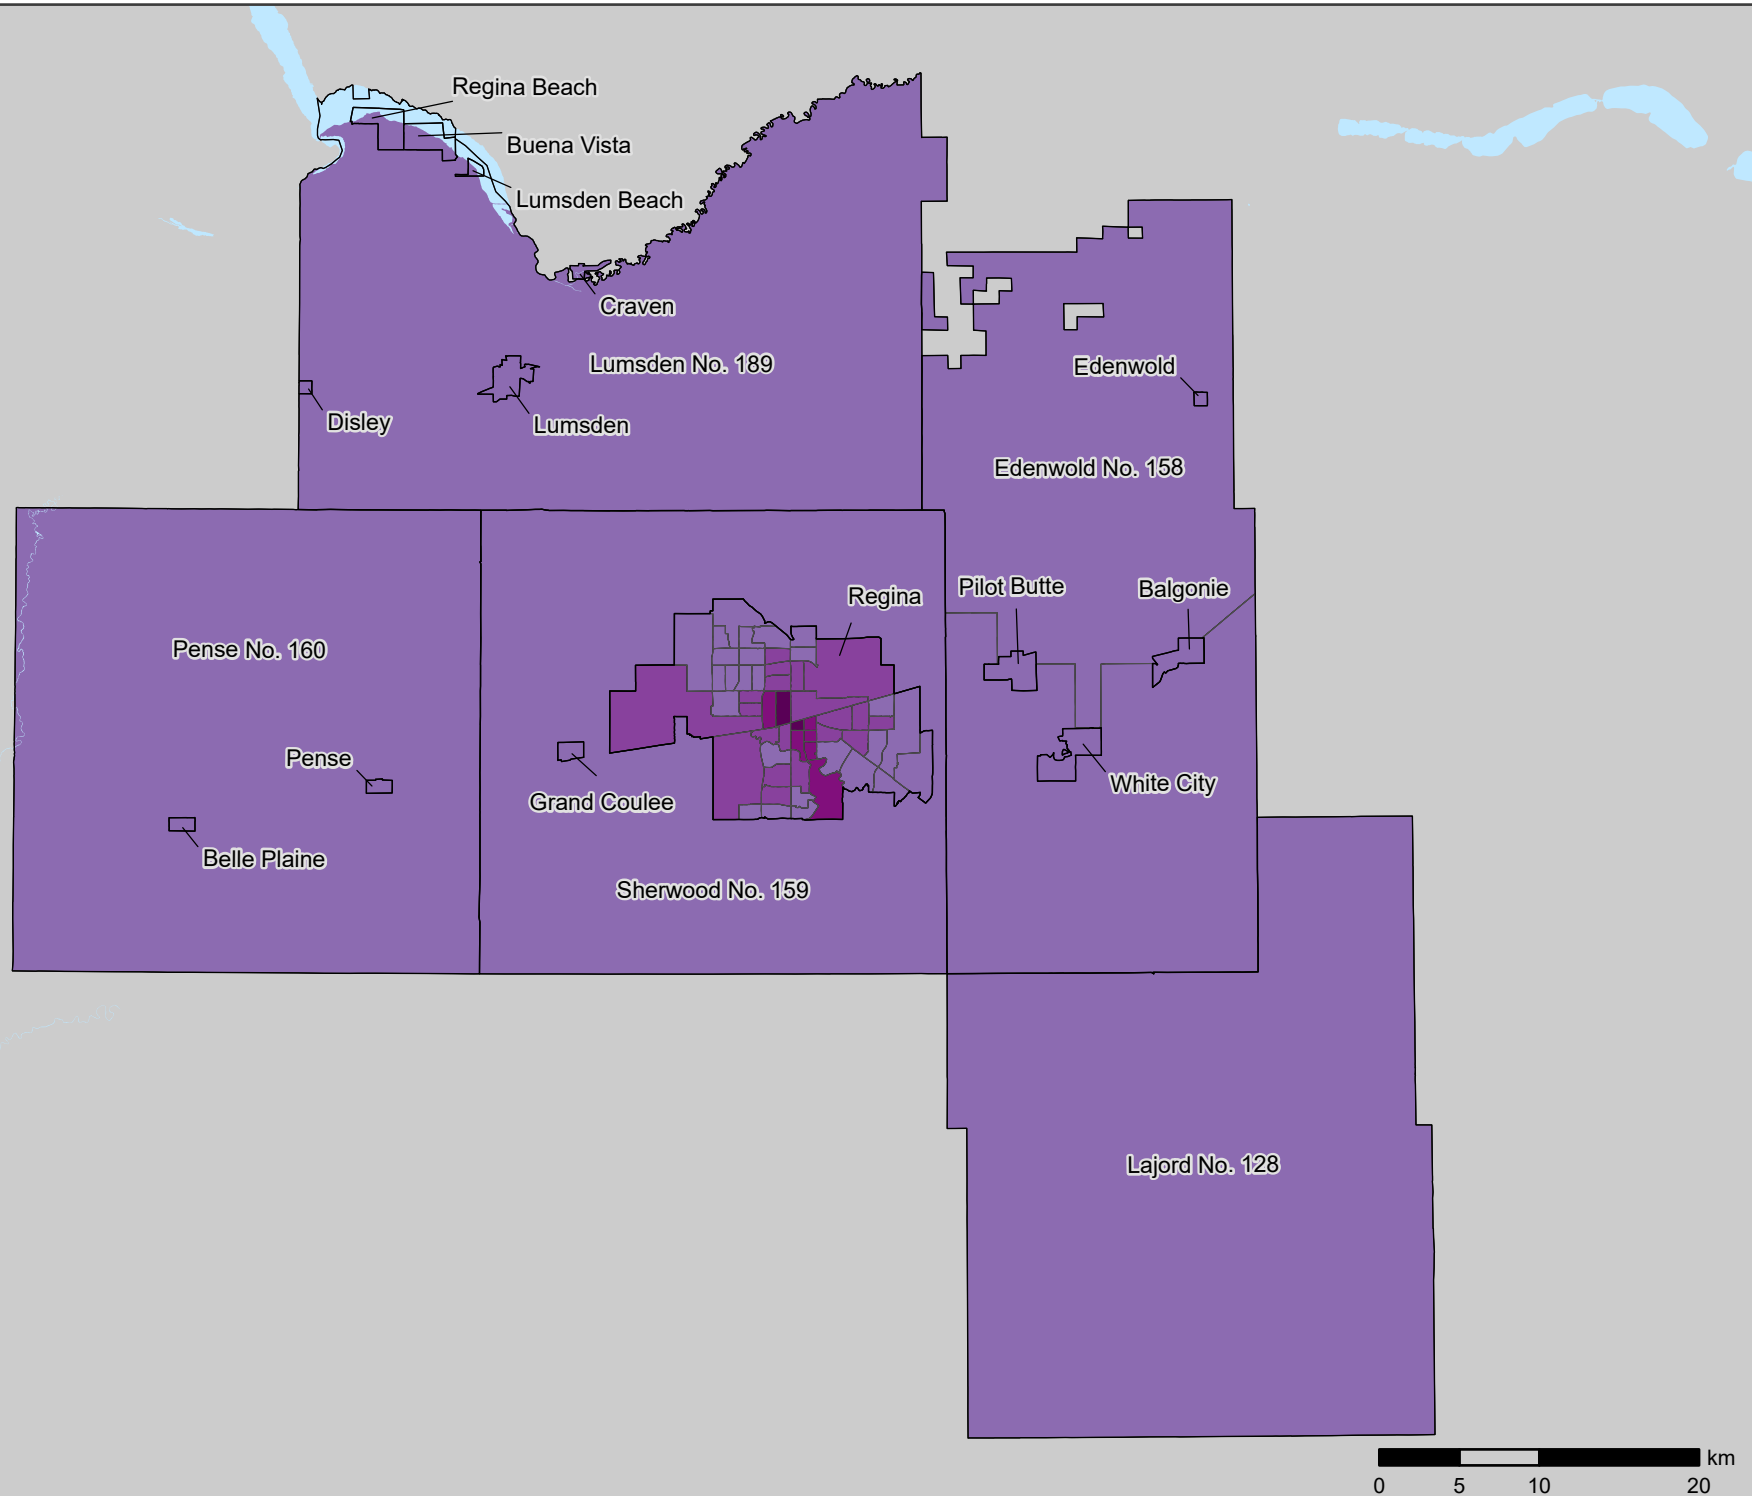 Regina Beach
Buena Vista
Lumsden Beach
Craven
Lumsden No. 189
Edenwold
Disley
Lumsden
Edenwold No. 158
Pilot Butte
Balgonie
Regina
Pense No. 160
Pense
White City
Grand Coulee
Belle Plaine
Sherwood No. 159
Lajord No. 128
km
0 5 10 20